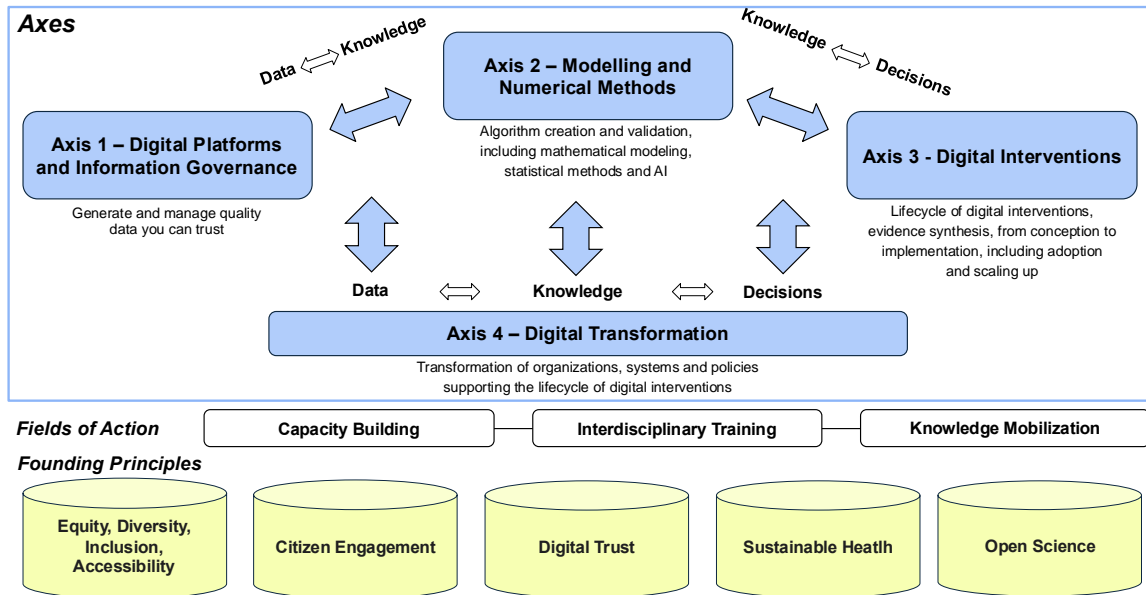 Axes
Data
Knowledge
Knowledge
Decisions
Axis 2 – Modelling and
Numerical Methods
Algorithm creation and validation,
including mathematical modeling,
statistical methods and AI
Axis 1 – Digital Platforms
and Information Governance
Generate and manage quality
data you can trust
Axis 3 - Digital Interventions
Lifecycle of digital interventions,
evidence synthesis, from conception to
implementation, including adoption
and scaling up
Data
Knowledge
Decisions
Axis 4 – Digital Transformation
Transformation of organizations, systems and policies
supporting the lifecycle of digital interventions
Fields of Action
Capacity Building
Interdisciplinary Training
Knowledge Mobilization
Founding Principles
Equity, Diversity,
Inclusion,
Accessibility
Citizen Engagement
Digital Trust
Sustainable Heatlh
Open Science